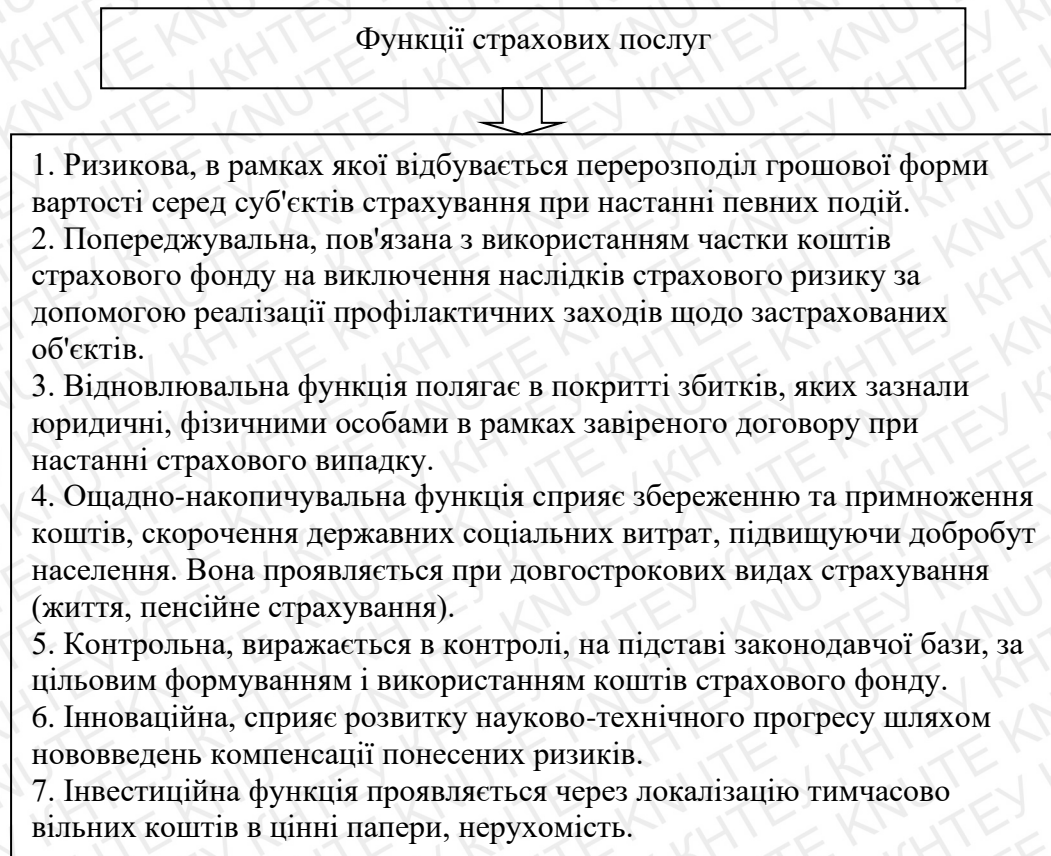 Функції страхових послуг
1. Ризикова, в рамках якої відбувається перерозподіл грошової форми
вартості серед суб'єктів страхування при настанні певних подій.
2. Попереджувальна, пов'язана з використанням частки коштів
страхового фонду на виключення наслідків страхового ризику за
допомогою реалізації профілактичних заходів щодо застрахованих
об'єктів.
3. Відновлювальна функція полягає в покритті збитків, яких зазнали
юридичні, фізичними особами в рамках завіреного договору при
настанні страхового випадку.
4. Ощадно-накопичувальна функція сприяє збереженню та примноження
коштів, скорочення державних соціальних витрат, підвищуючи добробут
населення. Вона проявляється при довгострокових видах страхування
(життя, пенсійне страхування).
5. Контрольна, виражається в контролі, на підставі законодавчої бази, за
цільовим формуванням і використанням коштів страхового фонду.
6. Інноваційна, сприяє розвитку науково-технічного прогресу шляхом
нововведень компенсації понесених ризиків.
7. Інвестиційна функція проявляється через локалізацію тимчасово
вільних коштів в цінні папери, нерухомість.